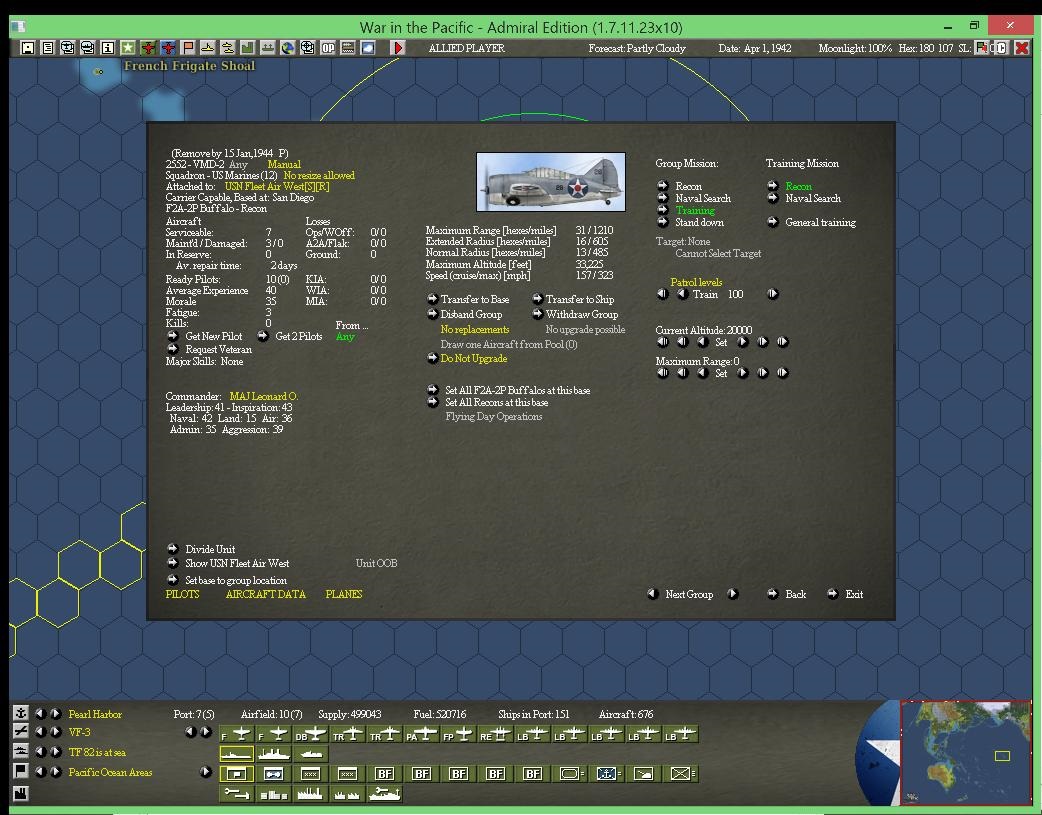 War in the Pacific - Admiral Edition (1.7.11.23x10)
ALLIED PLAYER Forecast: Partly Cloudy Date: Apr 1, 1942 Moonlight: 100% Hex: 180 107 SL:
French Frigate Shoal
(Remove by 15 Jan, 1944 P)
2552 - VMD-2 Any Manual
Squadron - US Marines (12) No resize allowed
Attached to: USN Fleet Air West[S][R]
Carrier Capable, Based at: San Diego
F2A-2P Buffalo - Recon
Aircraft Losses
Serviceable: 7 Ops/WOff: 0/0
Maint'd / Damaged: 3 / 0 A2A/Flak: 0/0
In Reserve: 0 Ground: 0
Av. repair time: 2 days
Ready Pilots: 10(0) KIA: 0/0
Average Experience 40 WIA: 0/0
Morale 35 MIA: 0/0
Fatigue: 3
Kills: 0 From ...
Get New Pilot Get 2 Pilots Any
Request Veteran
Major Skills: None
Commander: MAJ Leonard O.
Leadership: 41 - Inspiration: 43
Naval: 42 Land: 15 Air: 36
Admin: 35 Aggression: 39
Divide Unit
Show USN Fleet Air West Unit OOB
Set base to group location
PILOTS AIRCRAFT DATA PLANES
Maximum Range [hexes/miles] 31 / 1210
Extended Radius [hexes/miles] 16 / 605
Normal Radius [hexes/miles] 13 / 485
Maximum Altitude [feet] 33,225
Speed (cruise/max) [mph] 157 / 323
Transfer to Base Transfer to Ship
Disband Group Withdraw Group
No replacements No upgrade possible
Draw one Aircraft from Pool (0)
Do Not Upgrade
Set All F2A-2P Buffalos at this base
Set All Recons at this base
Flying Day Operations
Group Mission: Training Mission
Recon Recon
Naval Search Naval Search
Training
Stand down General training
Target: None
Cannot Select Target
Patrol levels
Train 100
Current Altitude: 20000
Set
Maximum Range: 0
Set
Next Group Back Exit
Pearl Harbor Port: 7 (5) Airfield: 10 (7) Supply: 499043 Fuel: 520716 Ships in Port: 151 Aircraft: 676
VF-3 F F DB TR TR PA FP RE LB LB LB LB LB
TF 82 is at sea
Pacific Ocean Areas BF BF BF BF BF